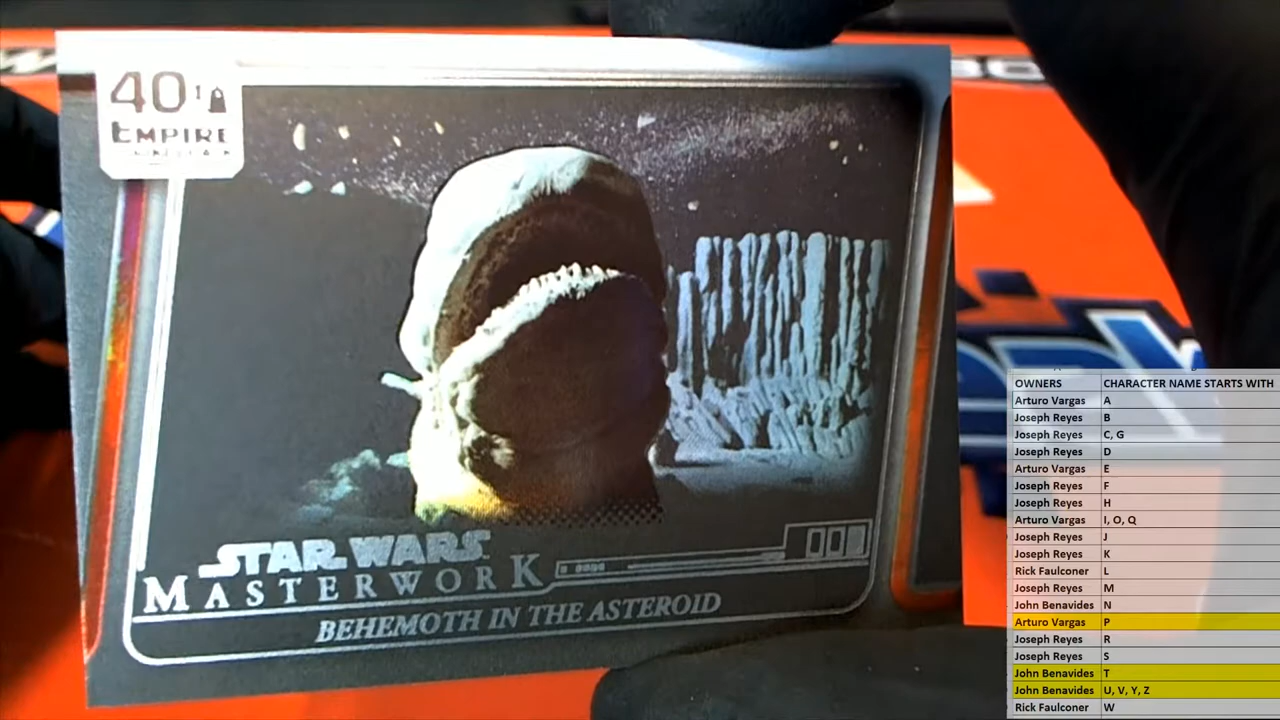 40
EMPIRE
STAR WARS
MASTERWORK
BEHEMOTH IN THE ASTEROID
OWNERS CHARACTER NAME STARTS WITH
Arturo Vargas A
Joseph Reyes B
Joseph Reyes C, G
Joseph Reyes D
Arturo Vargas E
Joseph Reyes F
Joseph Reyes H
Arturo Vargas I, O, Q
Joseph Reyes J
Joseph Reyes K
Rick Faulconer L
Joseph Reyes M
John Benavides N
Arturo Vargas P
Joseph Reyes R
Joseph Reyes S
John Benavides T
John Benavides U, V, Y, Z
Rick Faulconer W